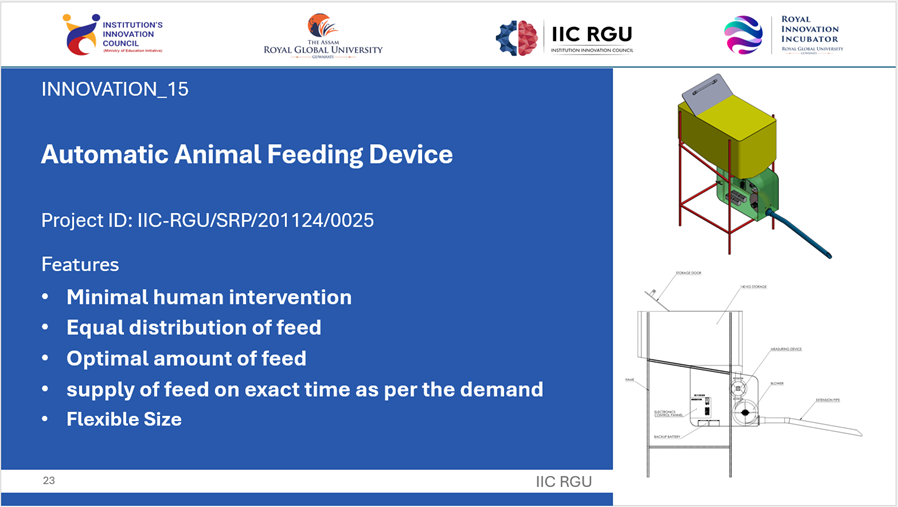 INSTITUTION'S
INNOVATION
COUNCIL
(Ministry of Education Initiative)
THE ASSAM
ROYAL GLOBAL UNIVERSITY
GUWAHATI
IIC RGU
INSTITUTION INNOVATION COUNCIL
ROYAL
INNOVATION
INCUBATOR
ROYAL GLOBAL UNIVERSITY
GUWAHATI
INNOVATION_15
Automatic Animal Feeding Device
Project ID: IIC-RGU/SRP/201124/0025
Features
• Minimal human intervention
• Equal distribution of feed
• Optimal amount of feed
• supply of feed on exact time as per the demand
• Flexible Size
STORAGE DOOR
MEASURING DEVICE
BLOWER
EXTENSION PIPE
ELECTRONICS
CONTROL PANNEL
BACKUP BATTERY
23
IIC RGU